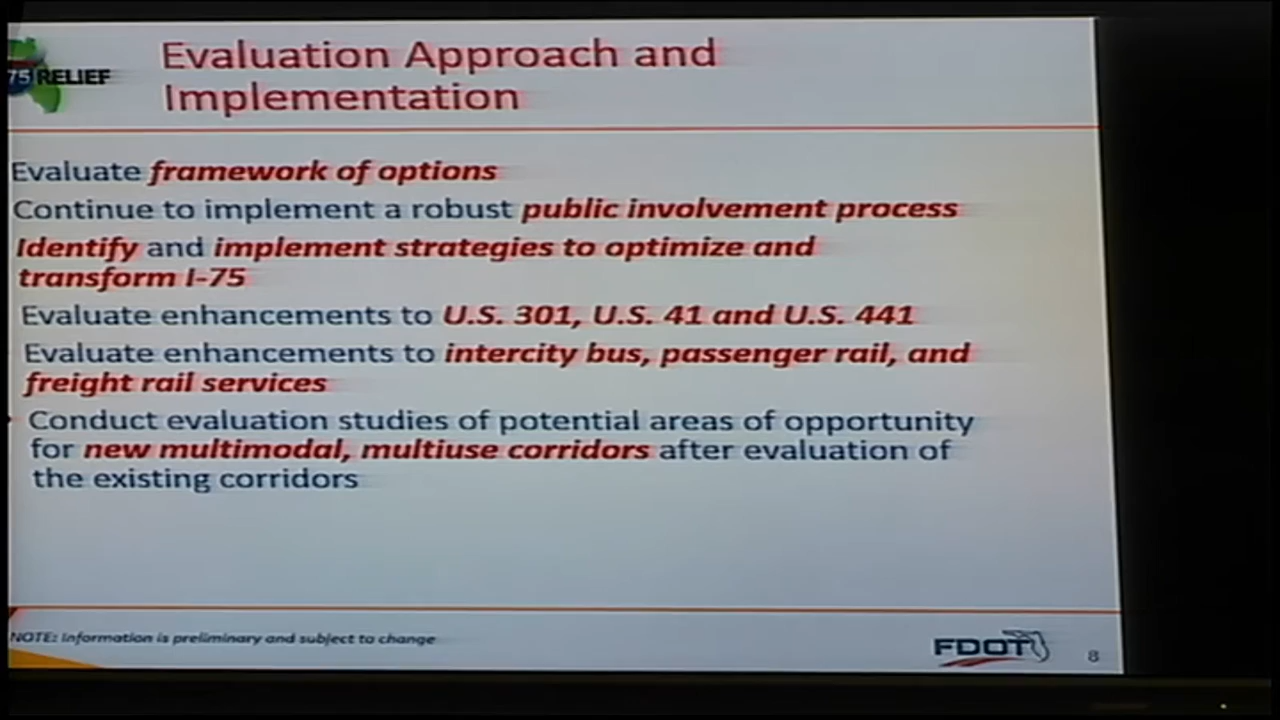 Evaluation Approach and
Implementation
75 RELIEF
Evaluate framework of options
Continue to implement a robust public involvement process
Identify and implement strategies to optimize and
transform I-75
Evaluate enhancements to U.S. 301, U.S. 41 and U.S. 441
Evaluate enhancements to intercity bus, passenger rail, and
freight rail services
Conduct evaluation studies of potential areas of opportunity
for new multimodal, multiuse corridors after evaluation of
the existing corridors
NOTE: Information is preliminary and subject to change
FDOT
8